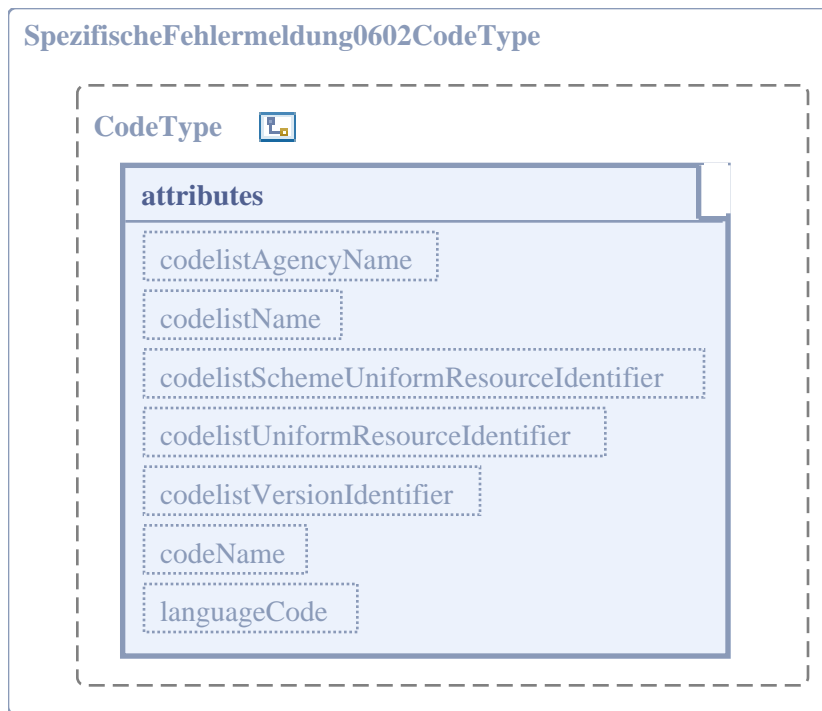 SpezifischeFehlermeldung0602CodeType
CodeType
attributes
codelistAgencyName
codelistName
codelistSchemeUniformResourceIdentifier
codelistUniformResourceIdentifier
codelistVersionIdentifier
codeName
languageCode